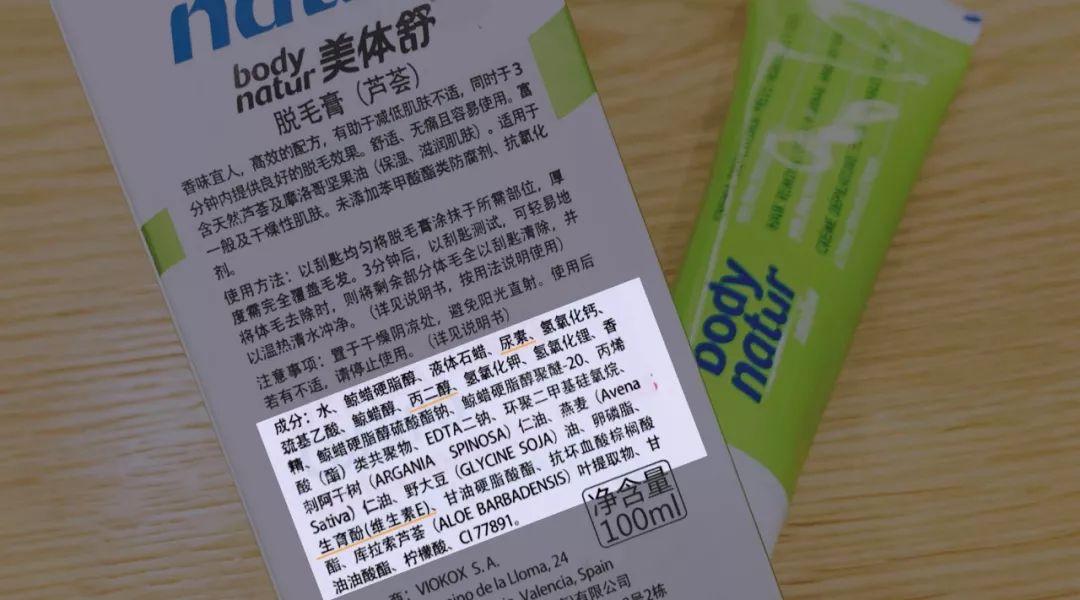 natur
body
natur 美体舒
脱毛膏（芦荟）
香味宜人，高效的配方，有助于减低肌肤不适，同时于3
分钟内提供良好的脱毛效果。舒适、无痛且容易使用。富
含天然芦荟及摩洛哥坚果油（保湿、滋润肌肤）。适用于
一般及干燥性肌肤。未添加苯甲酸酯类防腐剂、抗氧化
剂。
使用方法：以刮匙均匀将脱毛膏涂抹于所需部位，厚
度需完全覆盖毛发。3分钟后，以刮匙测试，可轻易地
将体毛去除时，则将剩余部分体毛全以刮匙清除，并
以温热清水冲净。（详见说明书，按用法说明使用）
注意事项：置于干燥阴凉处，避免阳光直射。使用后
若有不适，请停止使用。（详见说明书）
成分：水、鲸蜡硬脂醇、液体石蜡、尿素、氢氧化钙、
巯基乙酸、鲸蜡醇、丙二醇、氢氧化钾、氢氧化锂、香
精、鲸蜡硬脂醇硫酸酯钠、鲸蜡硬脂醇聚醚-20、丙烯
酸（酯）类共聚物、EDTA二钠、环聚二甲基硅氧烷、
刺阿干树（ARGANIA SPINOSA）仁油、燕麦（Avena
Sativa）仁油、野大豆（GLYCINE SOJA）油、卵磷脂、
生育酚(维生素E)、甘油硬脂酸酯、抗坏血酸棕榈酸
酯、库拉索芦荟（ALOE BARBADENSIS）叶提取物、甘
油油酸酯、柠檬酸、CI 77891。
净含量
100ml
商：VIOKOX S. A.
ino de la Lloma, 24
, Valencia, Spain
有限公司
号2栋
body
natur